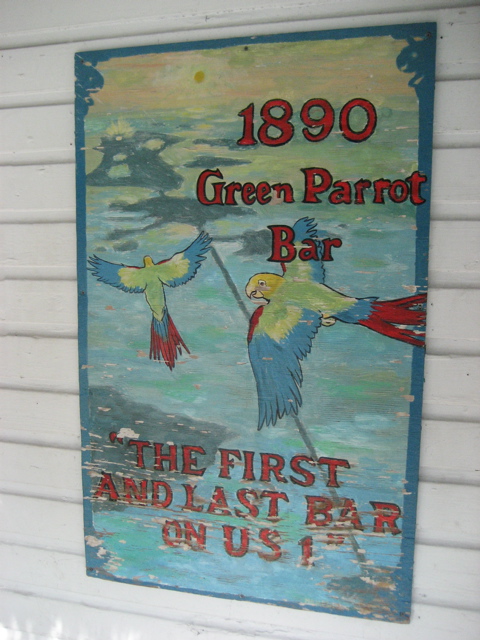 1890
Green Parrot
Bar
"THE FIRST
AND LAST BAR
ON US 1"